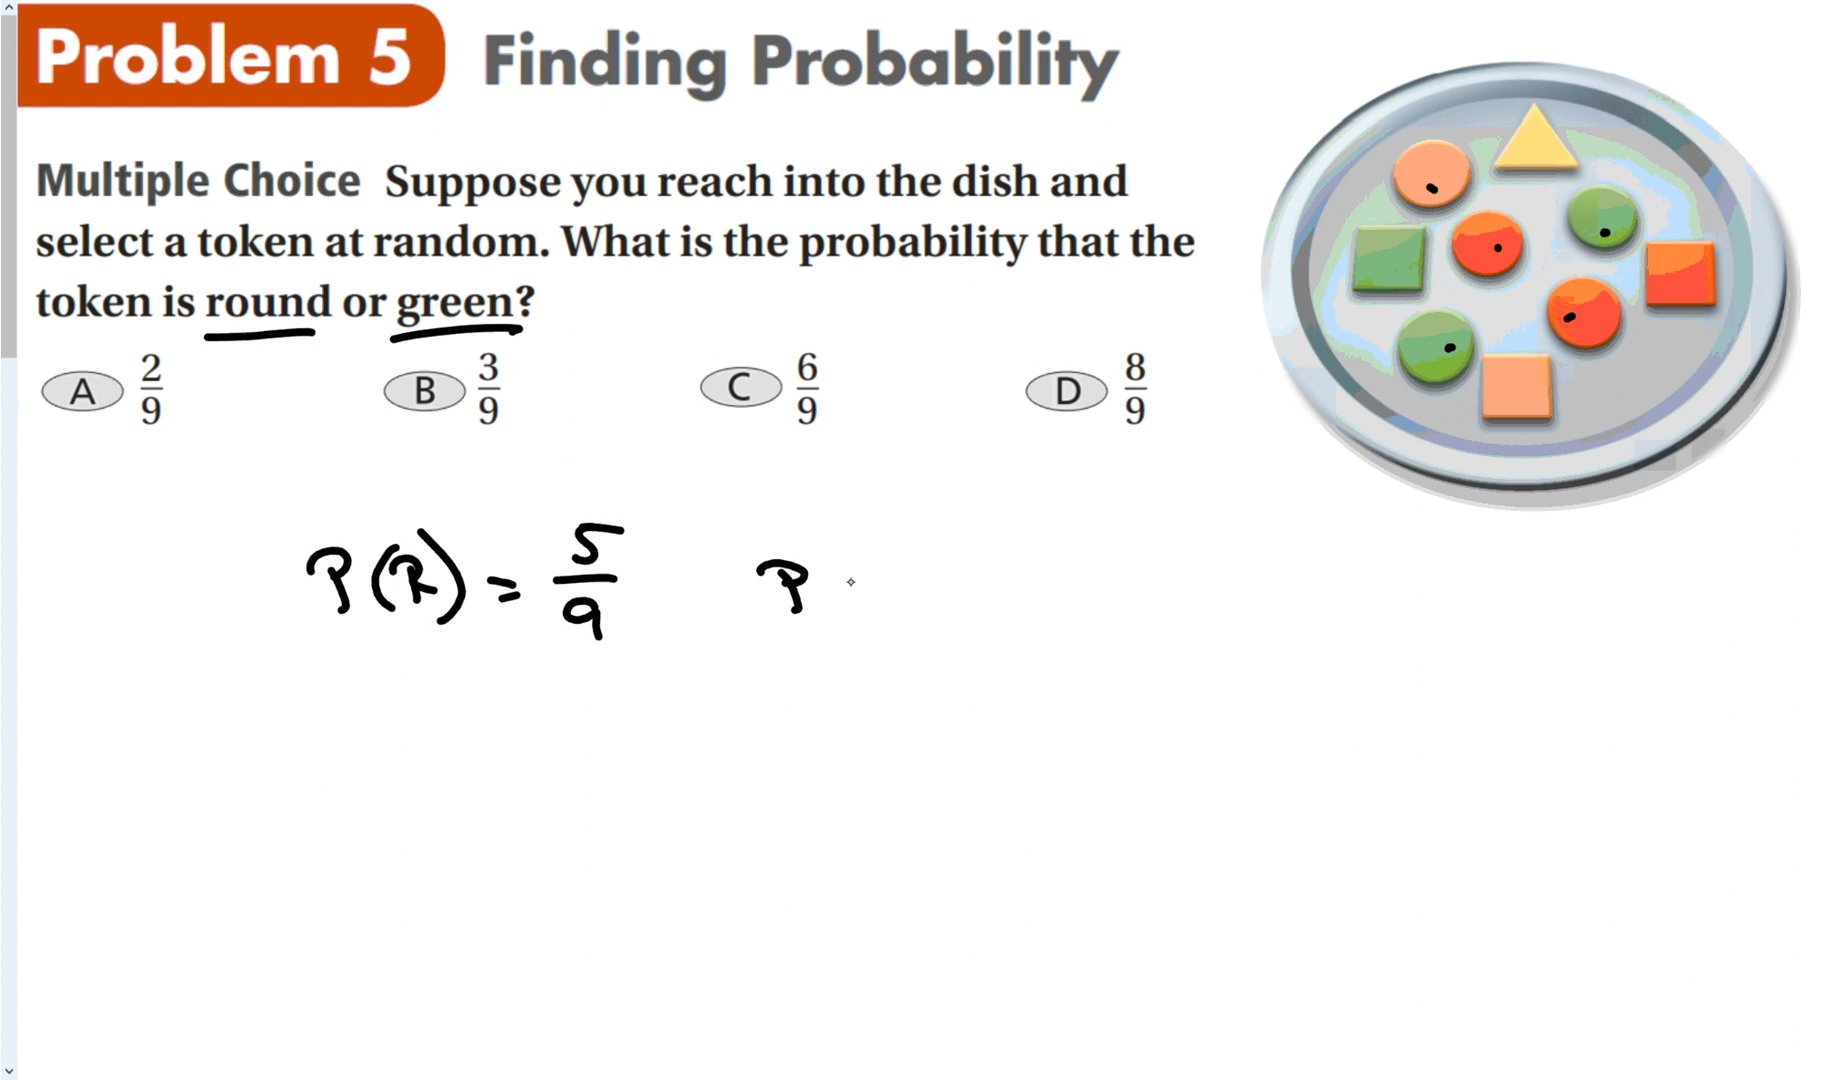 Problem 5 Finding Probability
Multiple Choice Suppose you reach into the dish and
select a token at random. What is the probability that the
token is round or green?
A 2/9 B 3/9 C 6/9 D 8/9
P(R) = 5/9 P